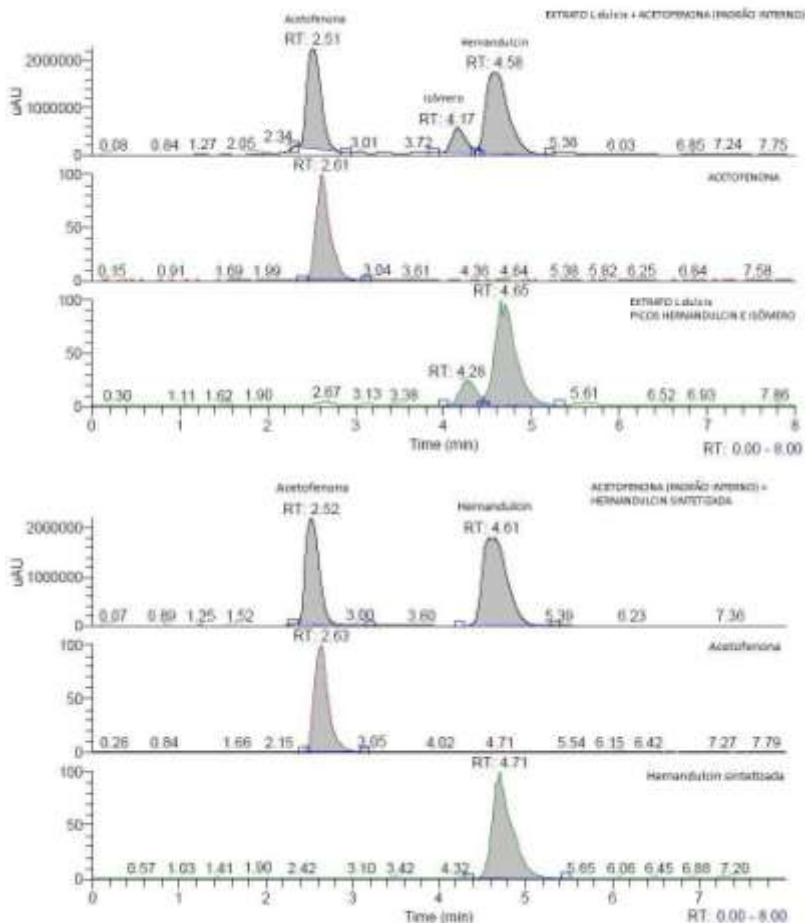 Acetofenona
EXTRATO L.dulcis + ACETOFENONA (PADRÃO INTERNO)
RT: 2.51
Hernandulcin
RT: 4.58
2000000
Isômero
RT: 4.17
uAU
1000000
0
0.08 0.84 1.27 2.05 2.34 3.01 3.72 5.36 6.03 6.85 7.24 7.75
RT: 2.61
100
ACETOFENONA
50
0
0.15 0.91 1.69 1.99 3.04 3.61 4.36 4.64 5.38 5.82 6.25 6.84 7.58
RT: 4.65
100
EXTRATO L.dulcis
PICOS HERNANDULCIN E ISÔMERO
50
RT: 4.28
0
0.30 1.11 1.62 1.90 2.67 3.13 3.38 5.61 6.52 6.93 7.86
0 1 2 3 4 5 6 7 8
Time (min)
RT: 0.00 - 8.00
Acetofenona
ACETOFENONA (PADRÃO INTERNO) +
HERNANDULCIN SINTETIZADA
RT: 2.52
Hernandulcin
RT: 4.61
2000000
uAU
1000000
0
0.07 0.89 1.25 1.52 3.00 3.80 5.39 6.23 7.36
RT: 2.63
100
Acetofenona
50
0
0.26 0.84 1.66 2.15 3.05 4.02 4.71 5.54 6.15 6.42 7.27 7.79
RT: 4.71
100
Hernandulcin sintetizada
50
0
0.57 1.03 1.41 1.90 2.42 3.10 3.42 4.32 5.65 6.06 6.45 6.88 7.20
0 1 2 3 4 5 6 7
Time (min)
RT: 0.00 - 8.00